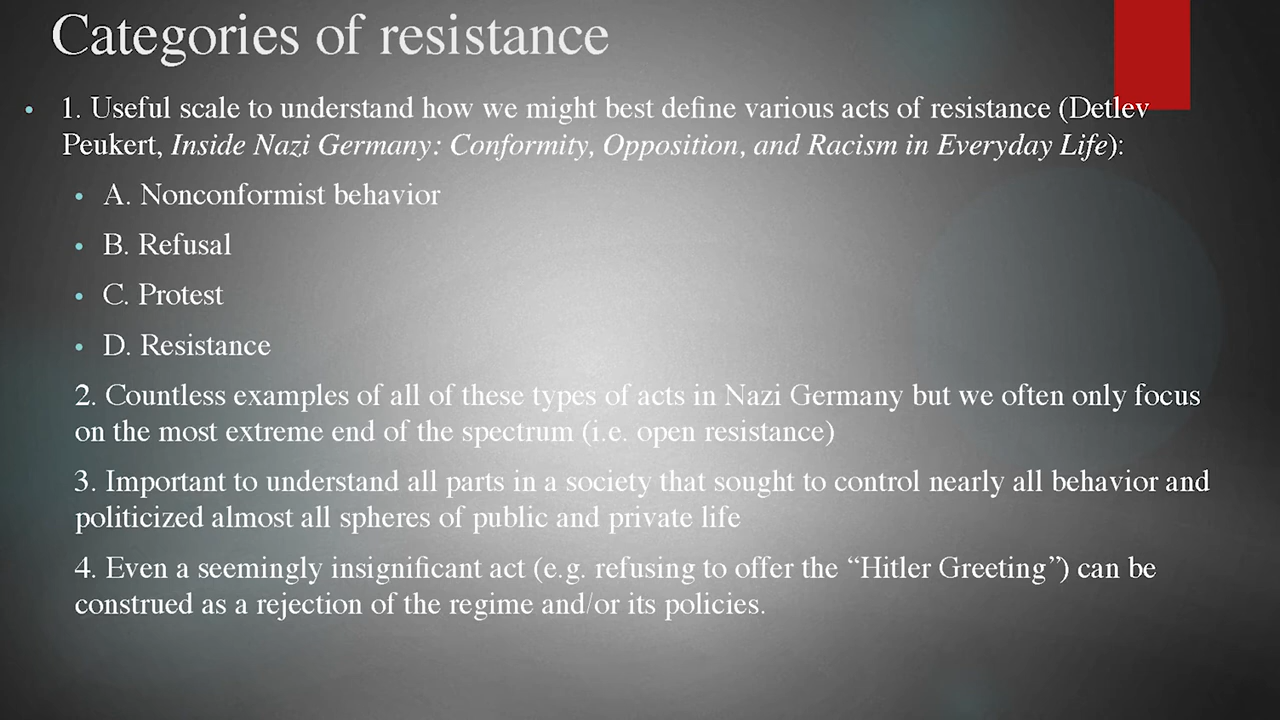 Categories of resistance
• 1. Useful scale to understand how we might best define various acts of resistance (Detlev
Peukert, Inside Nazi Germany: Conformity, Opposition, and Racism in Everyday Life):
• A. Nonconformist behavior
• B. Refusal
• C. Protest
• D. Resistance
2. Countless examples of all of these types of acts in Nazi Germany but we often only focus
on the most extreme end of the spectrum (i.e. open resistance)
3. Important to understand all parts in a society that sought to control nearly all behavior and
politicized almost all spheres of public and private life
4. Even a seemingly insignificant act (e.g. refusing to offer the “Hitler Greeting”) can be
construed as a rejection of the regime and/or its policies.